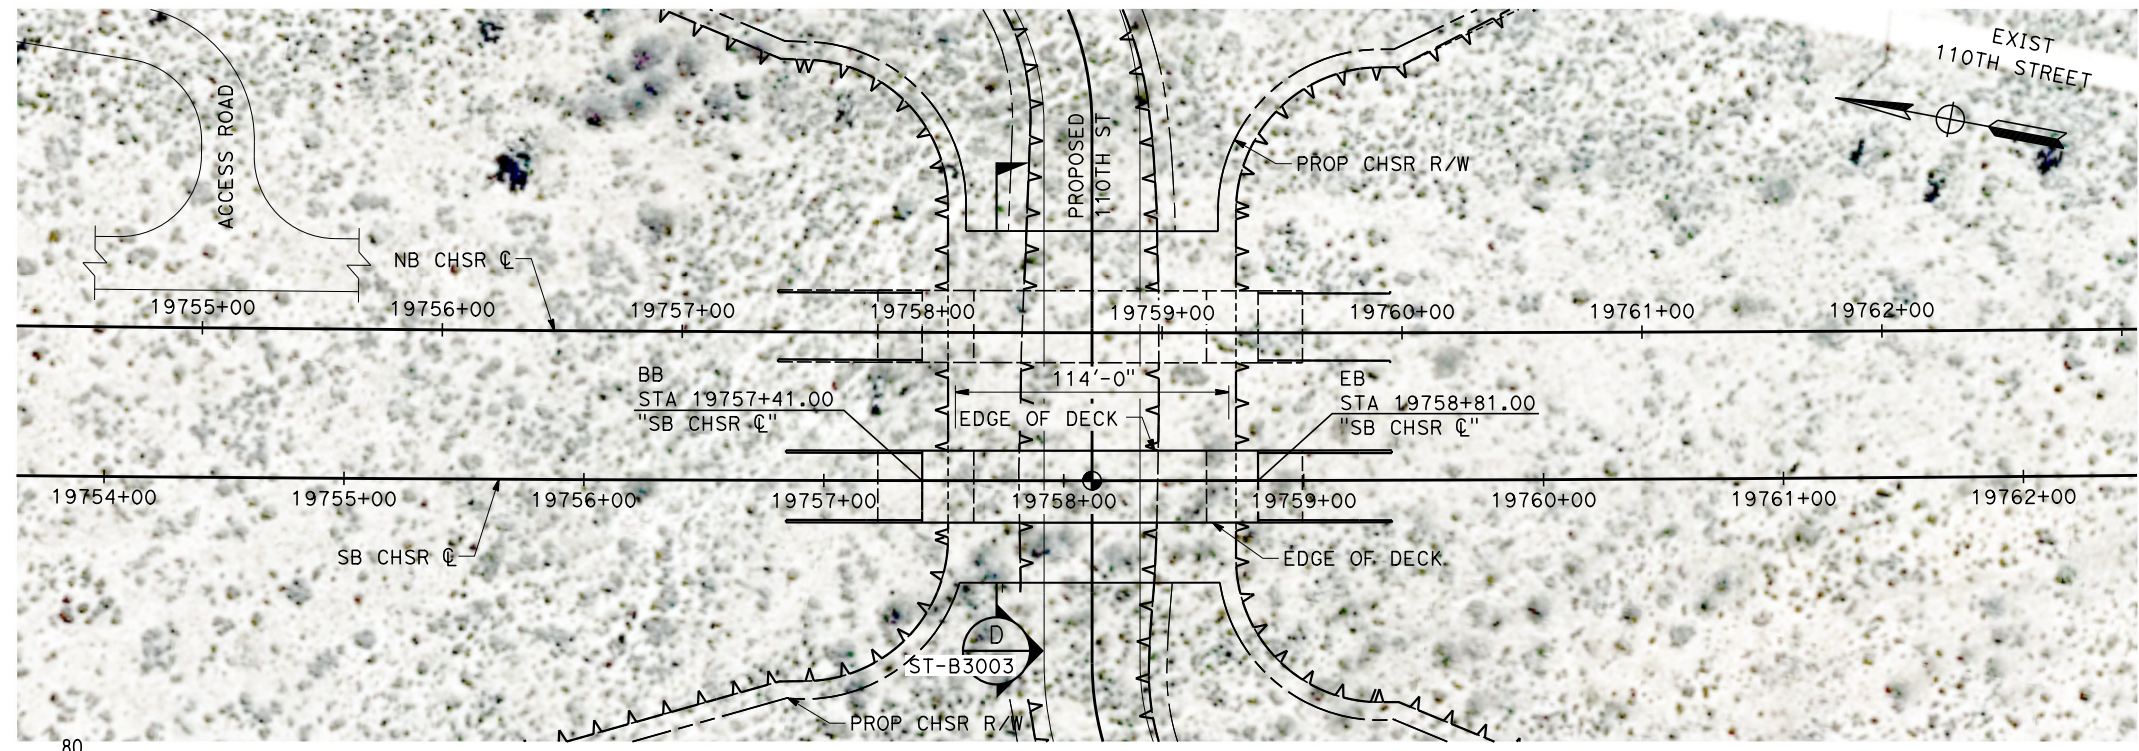 EXIST
110TH STREET
ACCESS ROAD
PROPOSED
110TH ST
PROP CHSR R/W
NB CHSR ℄
19755+00
19756+00
19757+00
19758+00
19759+00
19760+00
19761+00
19762+00
BB
STA 19757+41.00
"SB CHSR ℄"
114'-0"
EDGE OF DECK
EB
STA 19758+81.00
"SB CHSR ℄"
19754+00
19755+00
19756+00
19757+00
19758+00
19759+00
19760+00
19761+00
19762+00
SB CHSR ℄
EDGE OF DECK
D
ST-B3003
PROP CHSR R/W
80